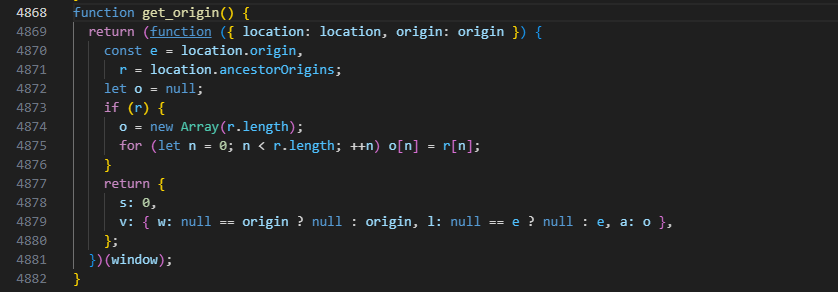 4868 function get_origin() {
4869   return (function ({ location: location, origin: origin }) {
4870     const e = location.origin,
4871       r = location.ancestorOrigins;
4872     let o = null;
4873     if (r) {
4874       o = new Array(r.length);
4875       for (let n = 0; n < r.length; ++n) o[n] = r[n];
4876     }
4877     return {
4878       s: 0,
4879       v: { w: null == origin ? null : origin, l: null == e ? null : e, a: o },
4880     };
4881   })(window);
4882 }